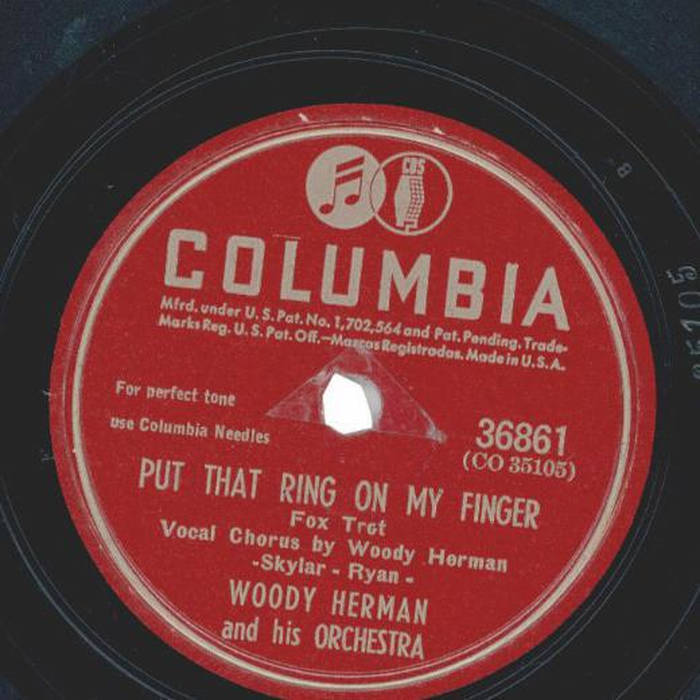 CBS
COLUMBIA
Mfrd. under U. S. Pat. No. 1,702,564 and Pat. Pending. Trade-
Marks Reg. U. S. Pat. Off.—Marcas Registradas. Made in U. S. A.
For perfect tone
use Columbia Needles
36861
(CO 35105)
PUT THAT RING ON MY FINGER
Fox Trot
Vocal Chorus by Woody Herman
-Skylar - Ryan -
WOODY HERMAN
and his ORCHESTRA
8